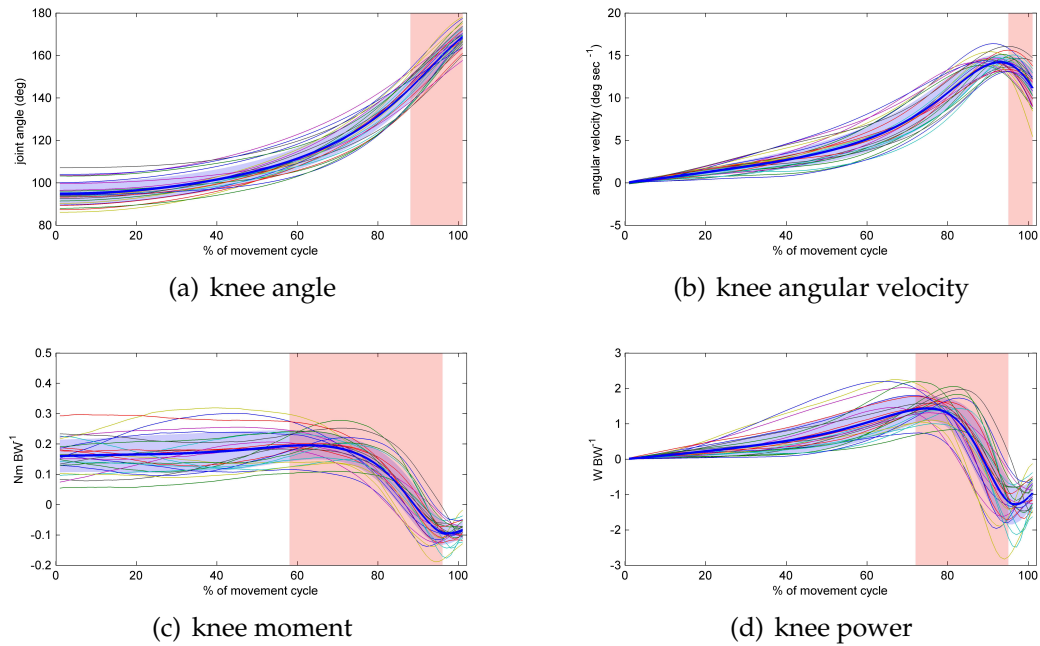 180
160
140
120
100
80
joint angle (deg)
0 20 40 60 80 100
% of movement cycle
(a) knee angle
20
15
10
5
0
-5
angular velocity (deg sec⁻¹)
0 20 40 60 80 100
% of movement cycle
(b) knee angular velocity
0.5
0.4
0.3
0.2
0.1
0
-0.1
-0.2
Nm BW⁻¹
0 20 40 60 80 100
% of movement cycle
(c) knee moment
3
2
1
0
-1
-2
-3
W BW⁻¹
0 20 40 60 80 100
% of movement cycle
(d) knee power